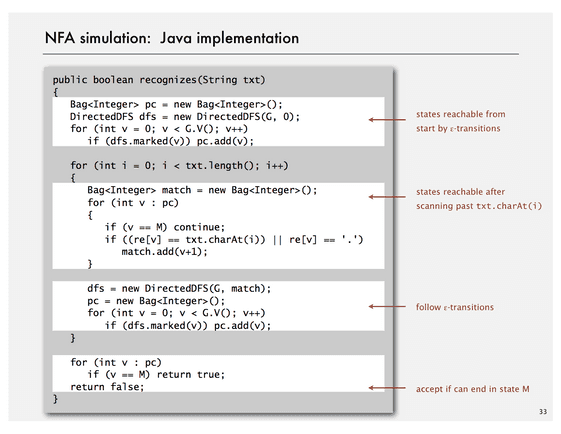 NFA simulation: Java implementation
public boolean recognizes(String txt)
{
Bag<Integer> pc = new Bag<Integer>();
DirectedDFS dfs = new DirectedDFS(G, 0);
for (int v = 0; v < G.V(); v++)
if (dfs.marked(v)) pc.add(v);
states reachable from
start by ε-transitions
for (int i = 0; i < txt.length(); i++)
{
Bag<Integer> match = new Bag<Integer>();
for (int v : pc)
{
if (v == M) continue;
if ((re[v] == txt.charAt(i)) || re[v] == '.')
match.add(v+1);
}
states reachable after
scanning past txt.charAt(i)
dfs = new DirectedDFS(G, match);
pc = new Bag<Integer>();
for (int v = 0; v < G.V(); v++)
if (dfs.marked(v)) pc.add(v);
}
follow ε-transitions
for (int v : pc)
if (v == M) return true;
return false;
}
accept if can end in state M
33